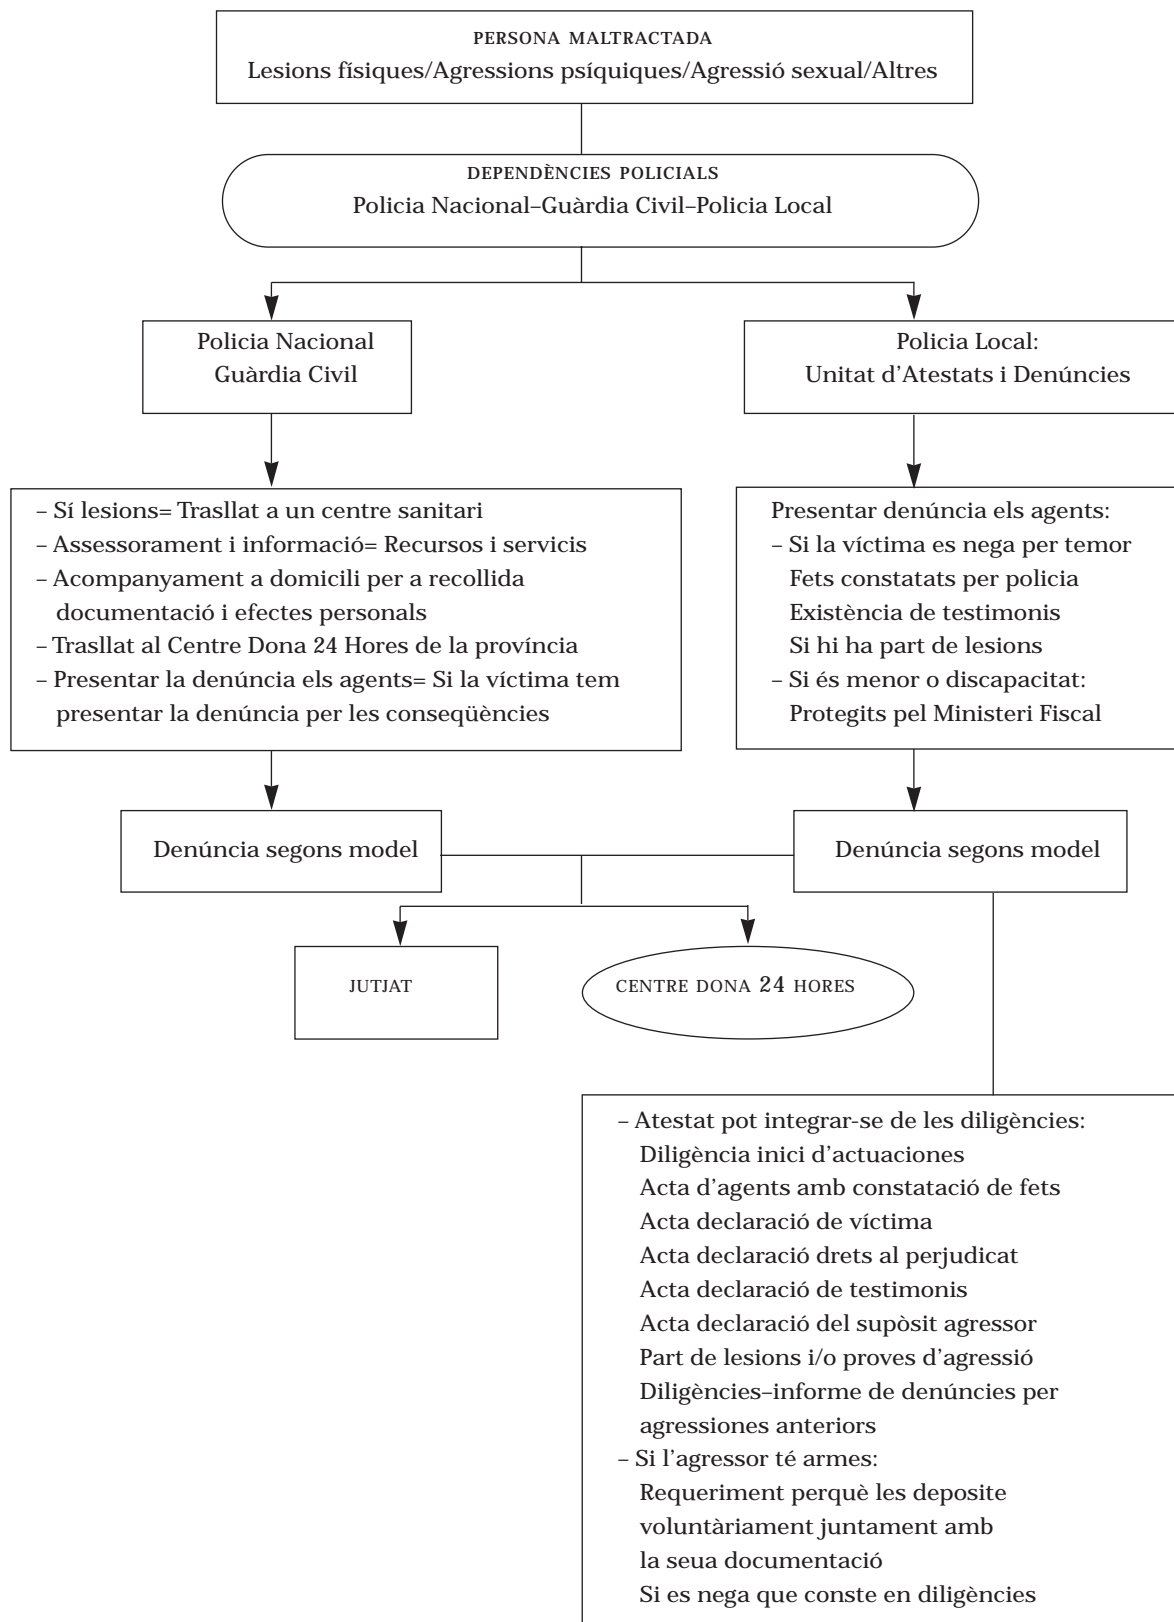 PERSONA MALTRACTADA
Lesions físiques/Agressions psíquiques/Agressió sexual/Altres
DEPENDÈNCIES POLICIALS
Policia Nacional–Guàrdia Civil–Policia Local
Policia Nacional
Guàrdia Civil
Policia Local:
Unitat d'Atestats i Denúncies
– Sí lesions= Trasllat a un centre sanitari
– Assessorament i informació= Recursos i servicis
– Acompanyament a domicili per a recollida
documentació i efectes personals
– Trasllat al Centre Dona 24 Hores de la província
– Presentar la denúncia els agents= Si la víctima tem
presentar la denúncia per les conseqüències
Presentar denúncia els agents:
– Si la víctima es nega per temor
Fets constatats per policia
Existència de testimonis
Si hi ha part de lesions
– Si és menor o discapacitat:
Protegits pel Ministeri Fiscal
Denúncia segons model
Denúncia segons model
JUTJAT
CENTRE DONA 24 HORES
– Atestat pot integrar-se de les diligències:
Diligència inici d'actuaciones
Acta d'agents amb constatació de fets
Acta declaració de víctima
Acta declaració drets al perjudicat
Acta declaració de testimonis
Acta declaració del supòsit agressor
Part de lesions i/o proves d'agressió
Diligències–informe de denúncies per
agressiones anteriors
– Si l'agressor té armes:
Requeriment perquè les deposite
voluntàriament juntament amb
la seua documentació
Si es nega que conste en diligències